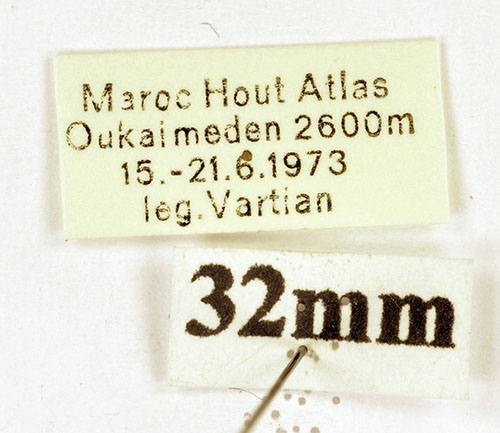 Maroc Hout Atlas
Oukaimeden 2600m
15.-21.6.1973
leg. Vartian
32mm